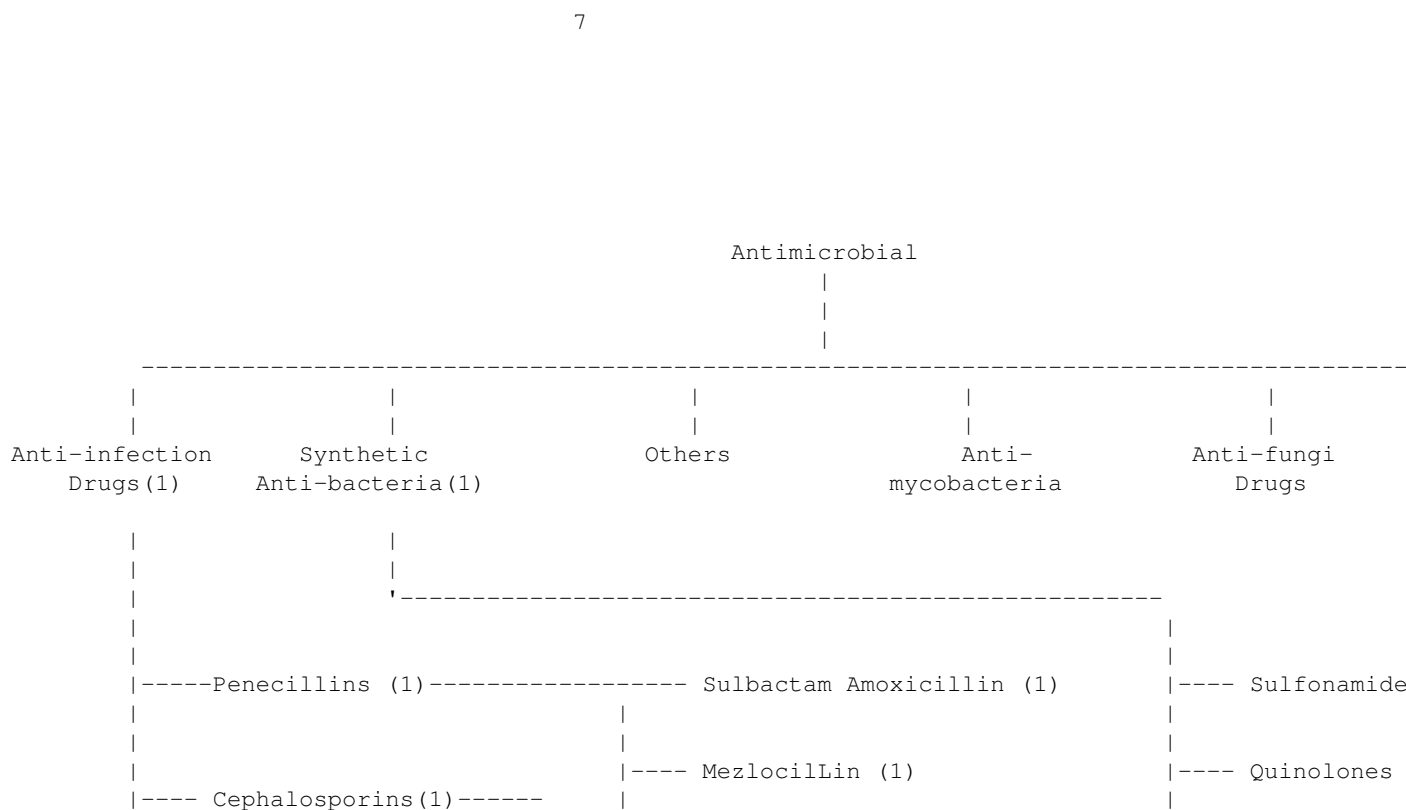 7
Antimicrobial
Anti-infection Synthetic Others Anti- Anti-fungi
Drugs(1) Anti-bacteria(1) mycobacteria Drugs
Penecillins (1) Sulbactam Amoxicillin (1) Sulfonamide
MezlocilLin (1) Quinolones
Cephalosporins(1)